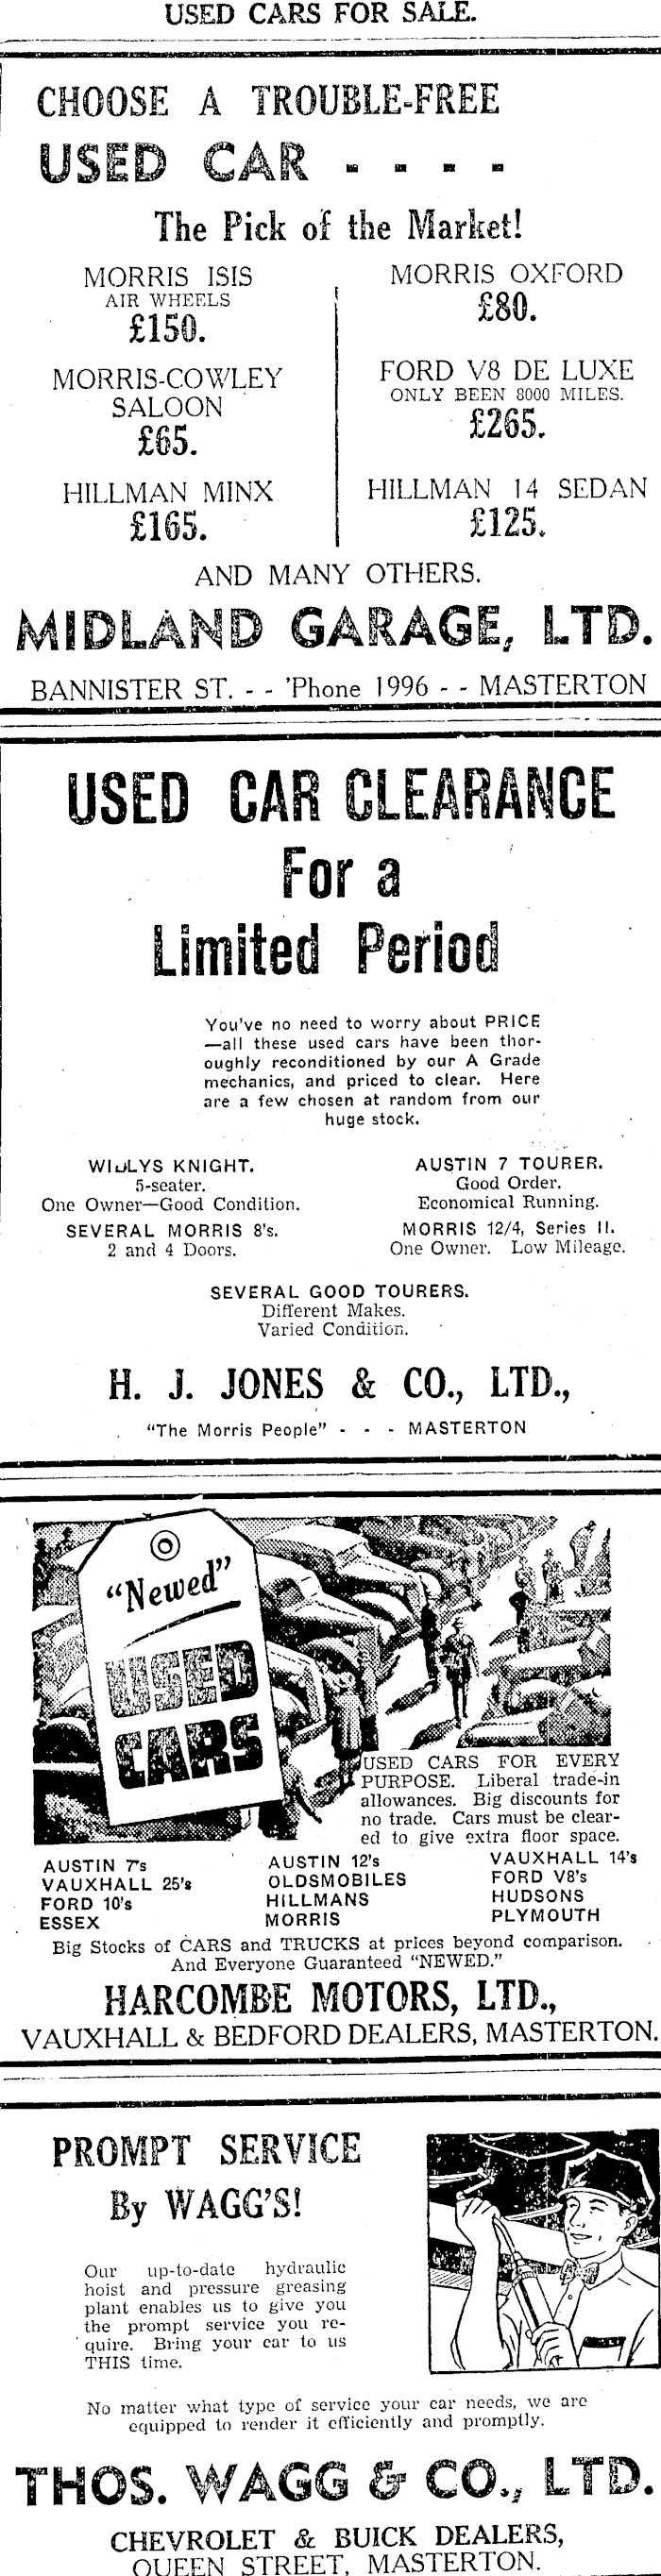 USED CARS FOR SALE.
CHOOSE A TROUBLE-FREE
USED CAR - - - -
The Pick of the Market!
MORRIS ISIS
AIR WHEELS
£150.
MORRIS-COWLEY
SALOON
£65.
HILLMAN MINX
£165.
MORRIS OXFORD
£80.
FORD V8 DE LUXE
ONLY BEEN 8000 MILES.
£265.
HILLMAN 14 SEDAN
£125.
AND MANY OTHERS.
MIDLAND GARAGE, LTD.
BANNISTER ST. - - 'Phone 1996 - - MASTERTON
USED CAR CLEARANCE
For a
Limited Period
You've no need to worry about PRICE
—all these used cars have been thor-
oughly reconditioned by our A Grade
mechanics, and priced to clear. Here
are a few chosen at random from our
huge stock.
WILLYS KNIGHT.
5-seater.
One Owner—Good Condition.
SEVERAL MORRIS 8's.
2 and 4 Doors.
AUSTIN 7 TOURER.
Good Order.
Economical Running.
MORRIS 12/4, Series II.
One Owner. Low Mileage.
SEVERAL GOOD TOURERS.
Different Makes.
Varied Condition.
H. J. JONES & CO., LTD.,
"The Morris People" - - - MASTERTON
"Newed"
USED
CARS
USED CARS FOR EVERY
PURPOSE. Liberal trade-in
allowances. Big discounts for
no trade. Cars must be clear-
ed to give extra floor space.
AUSTIN 7's
VAUXHALL 25's
FORD 10's
ESSEX
AUSTIN 12's
OLDSMOBILES
HILLMANS
MORRIS
VAUXHALL 14's
FORD V8's
HUDSONS
PLYMOUTH
Big Stocks of CARS and TRUCKS at prices beyond comparison.
And Everyone Guaranteed "NEWED."
HARCOMBE MOTORS, LTD.,
VAUXHALL & BEDFORD DEALERS, MASTERTON.
PROMPT SERVICE
By WAGG'S!
Our up-to-date hydraulic
hoist and pressure greasing
plant enables us to give you
the prompt service you re-
quire. Bring your car to us
THIS time.
No matter what type of service your car needs, we are
equipped to render it efficiently and promptly.
THOS. WAGG & CO., LTD.
CHEVROLET & BUICK DEALERS,
QUEEN STREET, MASTERTON.